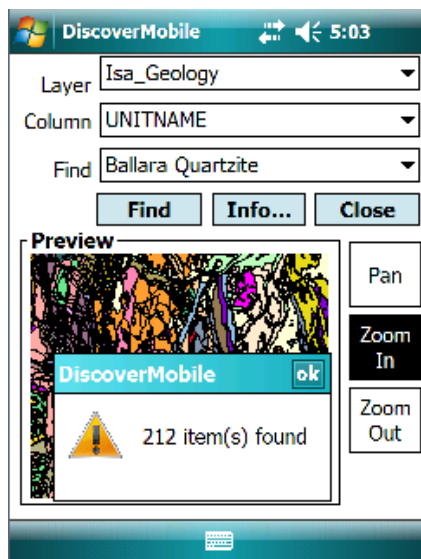 DiscoverMobile 5:03
Layer Isa_Geology
Column UNITNAME
Find Ballara Quartzite
Find Info... Close
Preview
Pan
Zoom
In
DiscoverMobile ok
212 item(s) found
Zoom
Out